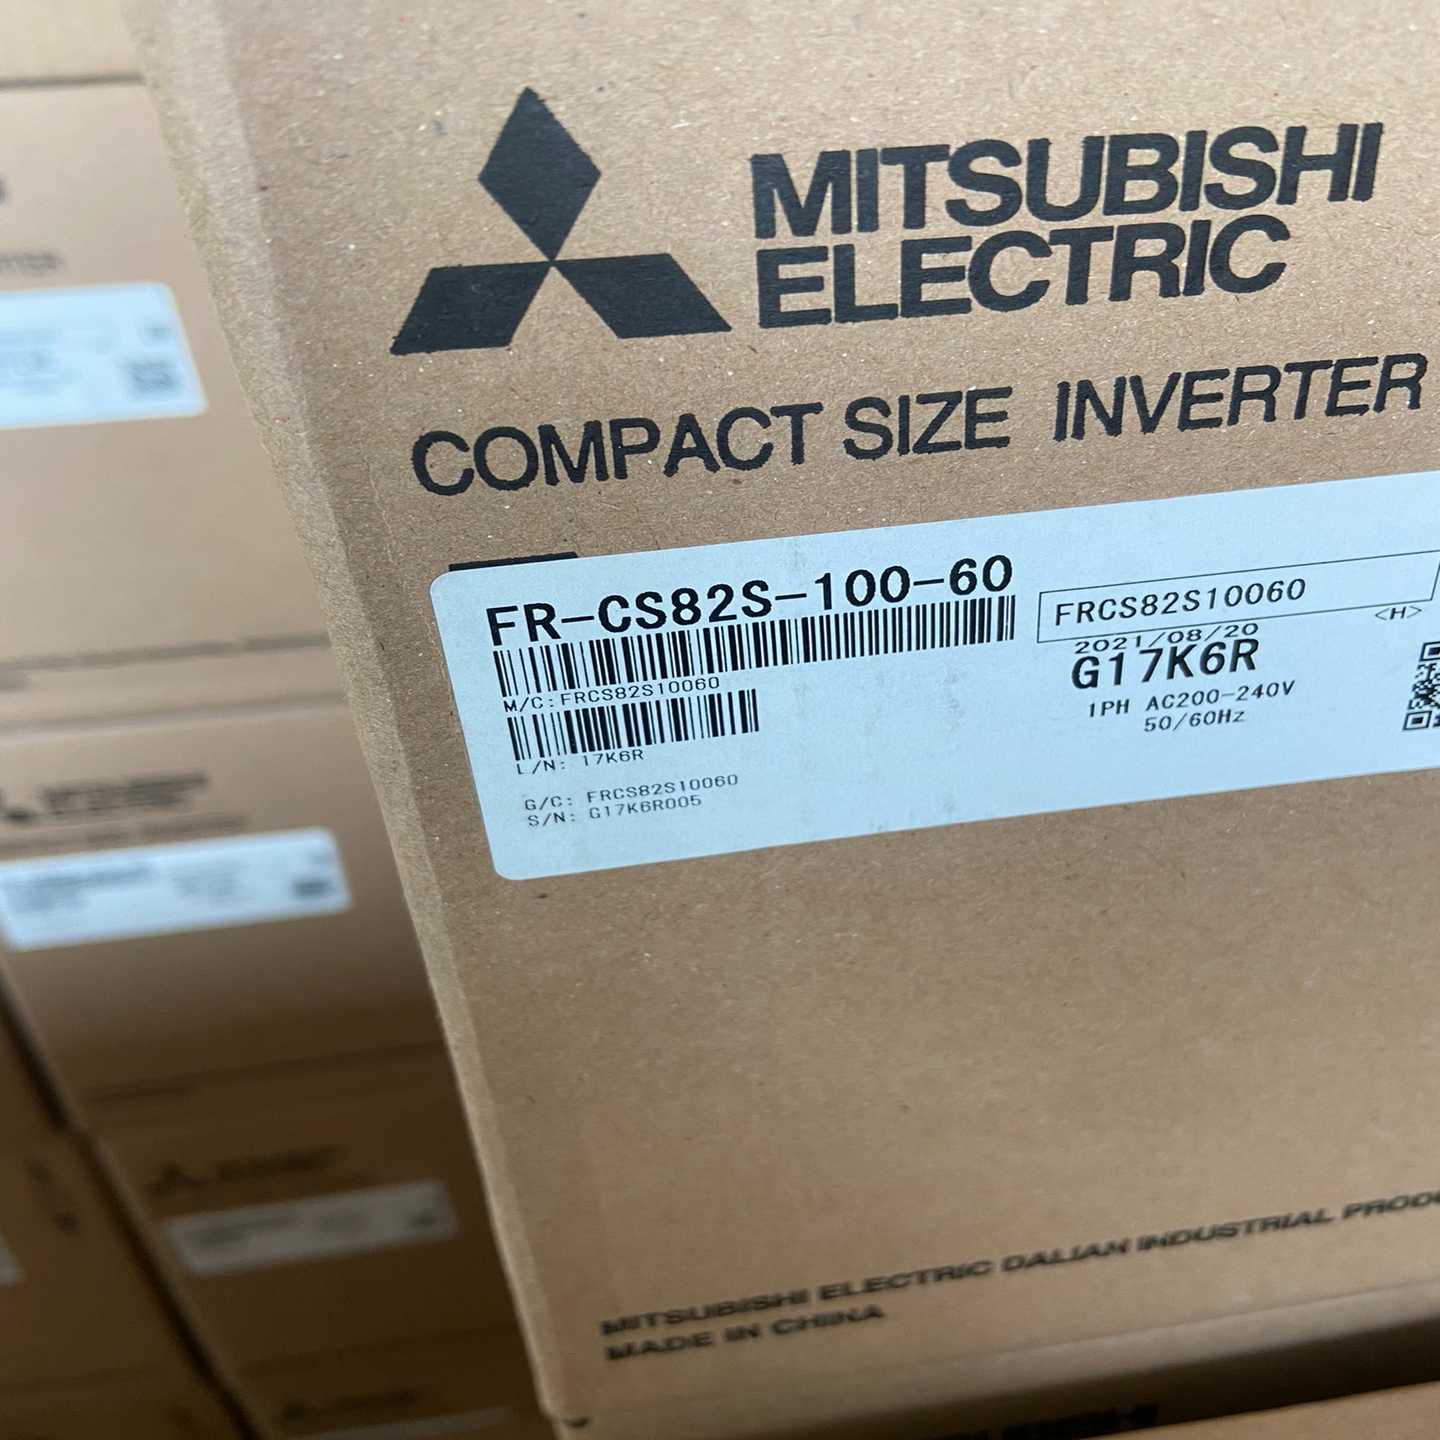 MITSUBISHI
ELECTRIC
COMPACT SIZE INVERTER
FR-CS82S-100-60
M/C:FRCS82S10060
L/N: 17K6R
G/C: FRCS82S10060
S/N: G17K6R005
FRCS82S10060
<H>
2021/08/20
G17K6R
1PH AC200-240V
50/60Hz
MITSUBISHI ELECTRIC DALIAN INDUSTRIAL
MADE IN CHINA